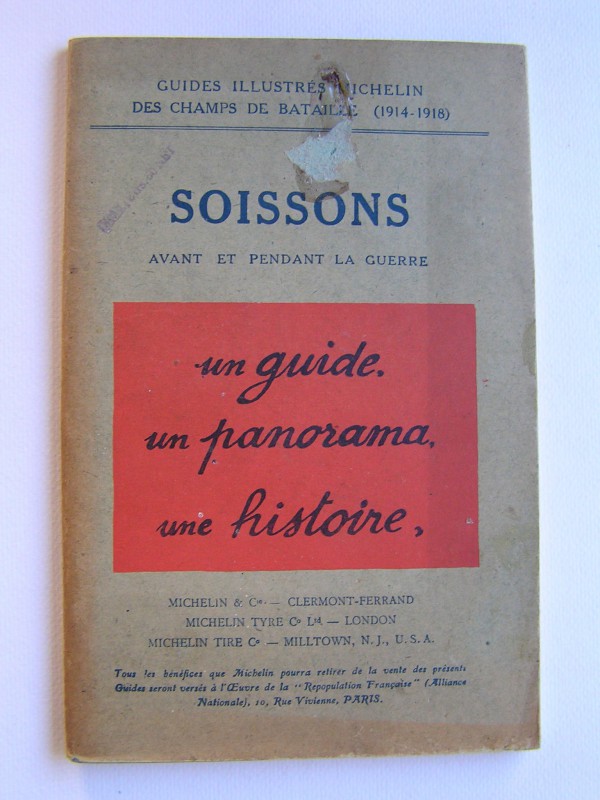 GUIDES ILLUSTRÉS MICHELIN
DES CHAMPS DE BATAILLE (1914-1918)
SOISSONS
AVANT ET PENDANT LA GUERRE
un guide.
un panorama,
une histoire,
MICHELIN & Cie. — CLERMONT-FERRAND
MICHELIN TYRE Co Ltd. — LONDON
MICHELIN TIRE Co — MILLTOWN, N. J., U. S. A.
Tous les bénéfices que Michelin pourra retirer de la vente des présents
Guides seront versés à l'Œuvre de la "Repopulation Française" (Alliance
Nationale), 10, Rue Vivienne, PARIS.